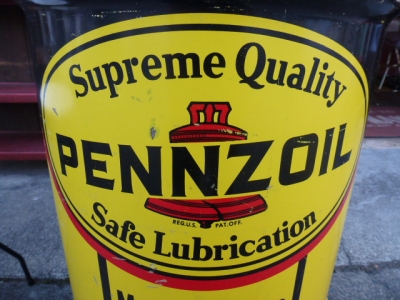 Supreme Quality
PENNZOIL
REG.U.S. PAT.OFF.
Safe Lubrication